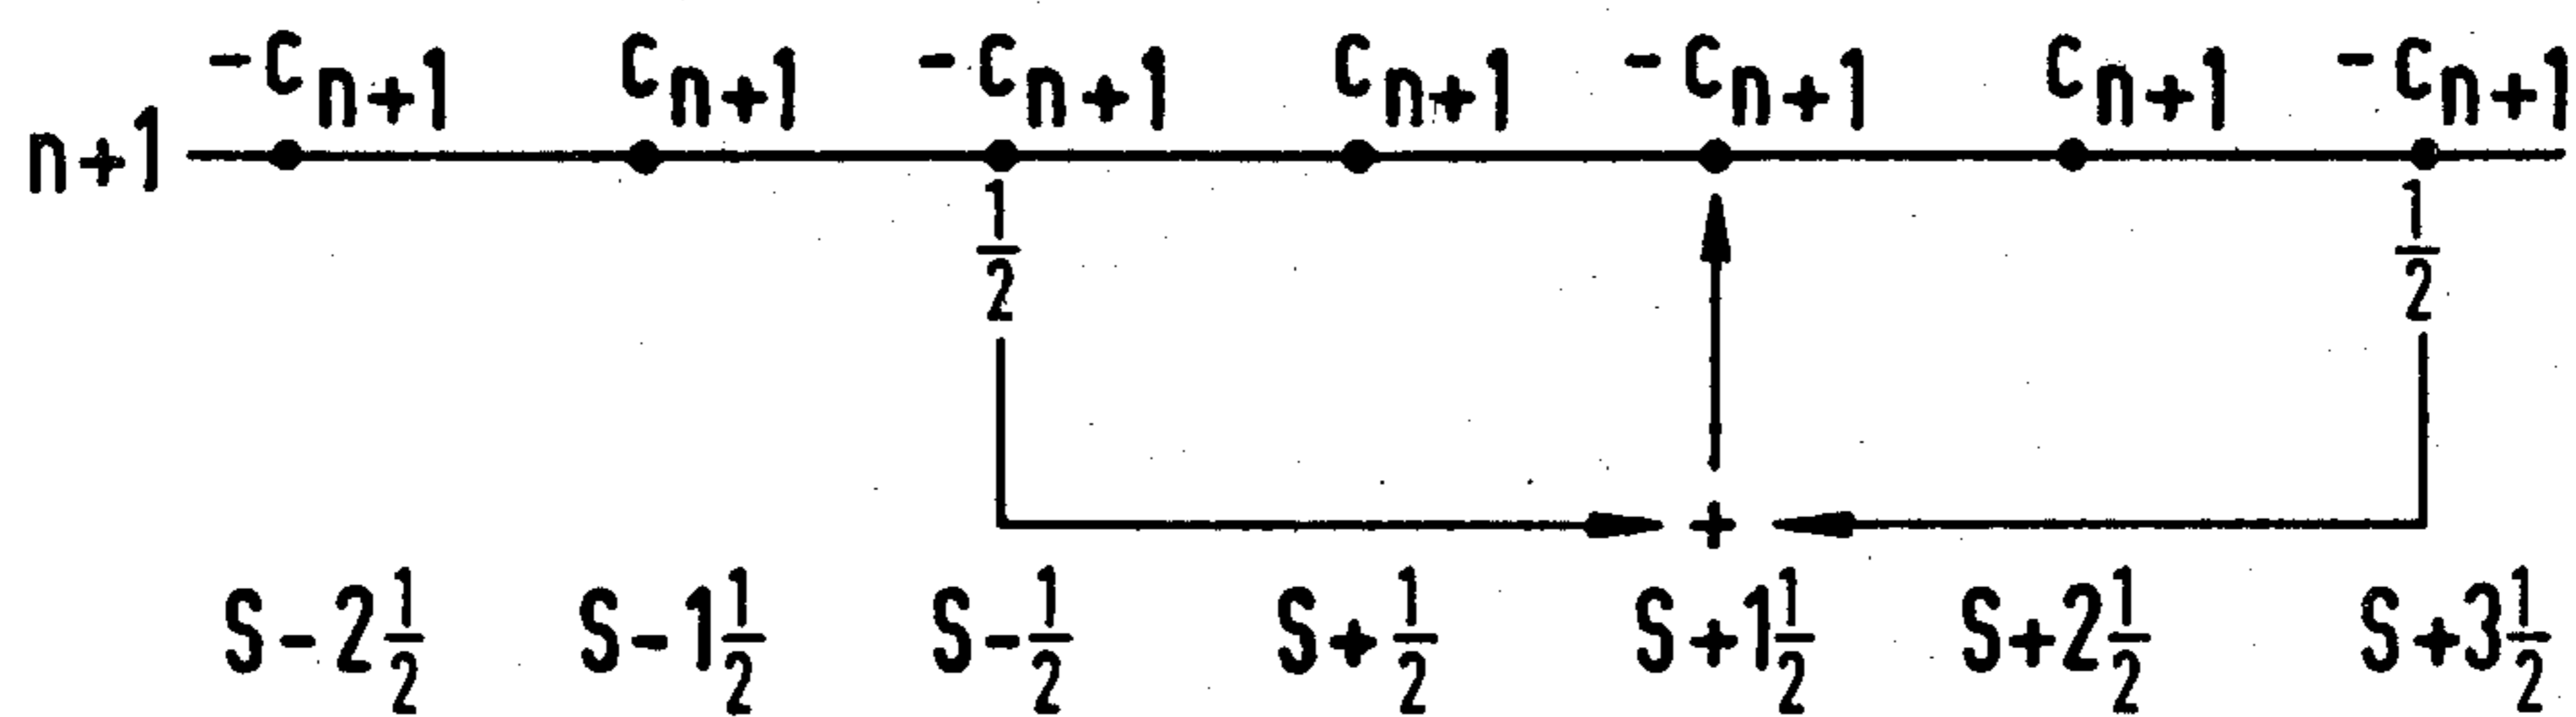 -Cn+1 Cn+1 -Cn+1 Cn+1 -Cn+1 Cn+1 -Cn+1
n+1
1/2 1/2
+
S-2 1/2 S-1 1/2 S-1/2 S+1/2 S+1 1/2 S+2 1/2 S+3 1/2